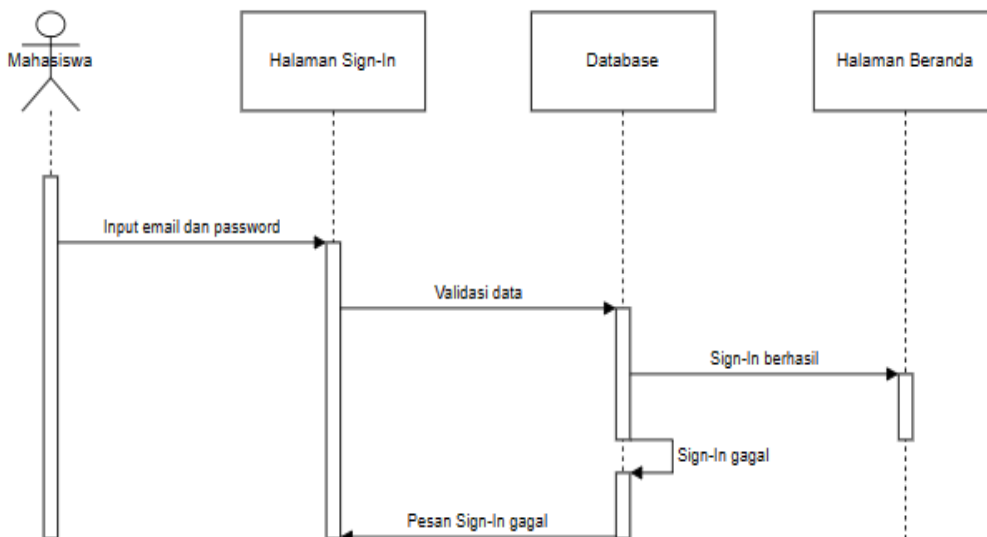 Mahasiswa
Halaman Sign-In
Database
Halaman Beranda
Input email dan password
Validasi data
Sign-In berhasil
Sign-In gagal
Pesan Sign-In gagal